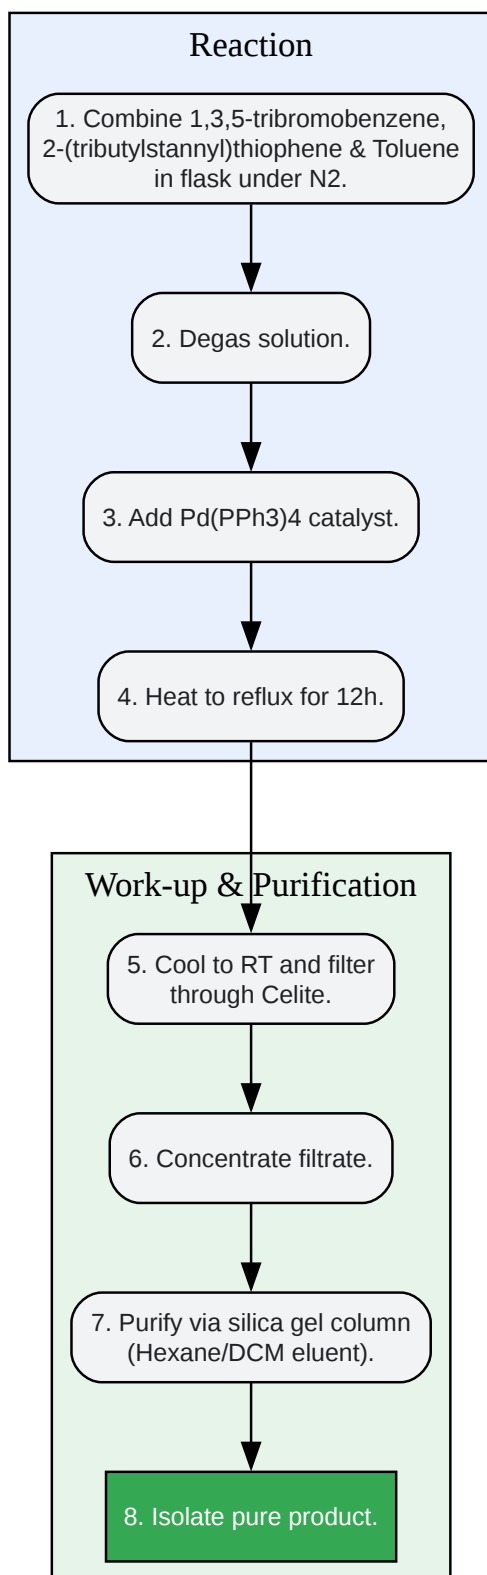 Reaction
1. Combine 1,3,5-tribromobenzene,
2-(tributylstannyl)thiophene & Toluene
in flask under N2.
2. Degas solution.
3. Add Pd(PPh3)4 catalyst.
4. Heat to reflux for 12h.
Work-up & Purification
5. Cool to RT and filter
through Celite.
6. Concentrate filtrate.
7. Purify via silica gel column
(Hexane/DCM eluent).
8. Isolate pure product.